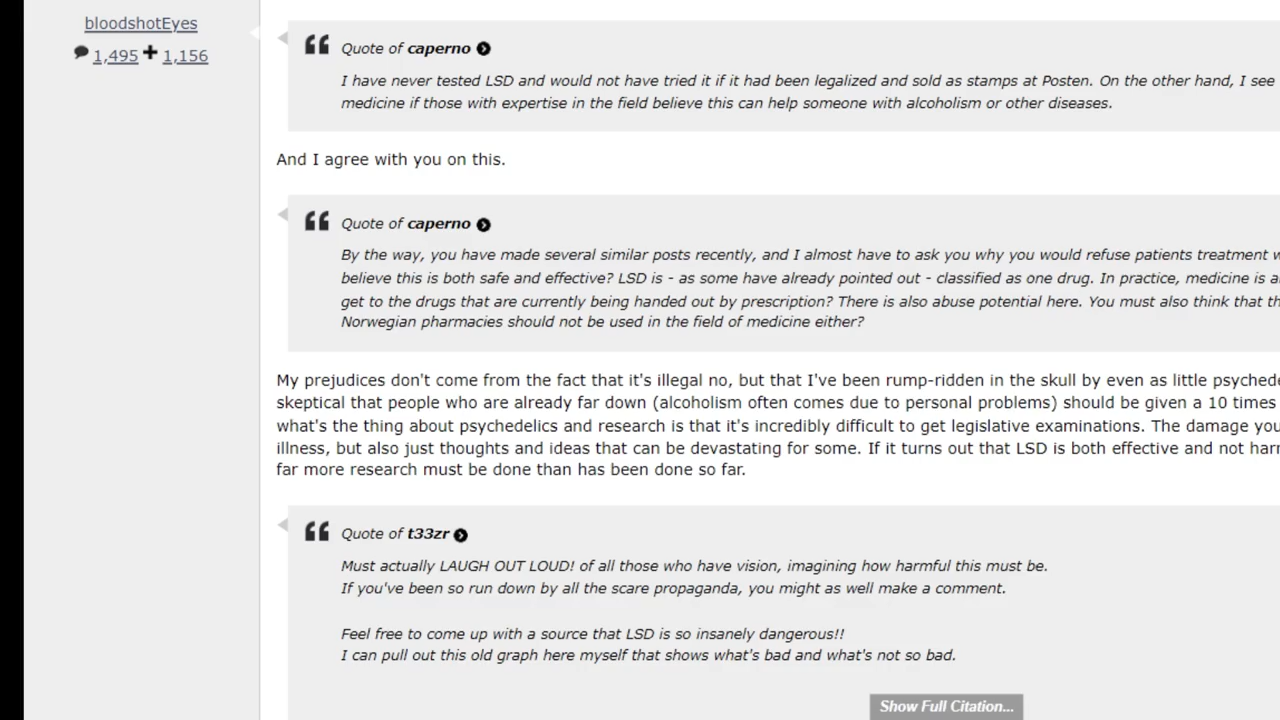 bloodshotEyes
1,495 1,156
Quote of caperno
I have never tested LSD and would not have tried it if it had been legalized and sold as stamps at Posten. On the other hand, I see
medicine if those with expertise in the field believe this can help someone with alcoholism or other diseases.
And I agree with you on this.
Quote of caperno
By the way, you have made several similar posts recently, and I almost have to ask you why you would refuse patients treatment
believe this is both safe and effective? LSD is - as some have already pointed out - classified as one drug. In practice, medicine is
get to the drugs that are currently being handed out by prescription? There is also abuse potential here. You must also think that
Norwegian pharmacies should not be used in the field of medicine either?
My prejudices don't come from the fact that it's illegal no, but that I've been rump-ridden in the skull by even as little
skeptical that people who are already far down (alcoholism often comes due to personal problems) should be given a 10 times
what's the thing about psychedelics and research is that it's incredibly difficult to get legislative examinations. The damage
illness, but also just thoughts and ideas that can be devastating for some. If it turns out that LSD is both effective and not
far more research must be done than has been done so far.
Quote of t33zr
Must actually LAUGH OUT LOUD! of all those who have vision, imagining how harmful this must be.
If you've been so run down by all the scare propaganda, you might as well make a comment.
Feel free to come up with a source that LSD is so insanely dangerous!!
I can pull out this old graph here myself that shows what's bad and what's not so bad.
Show Full Citation...